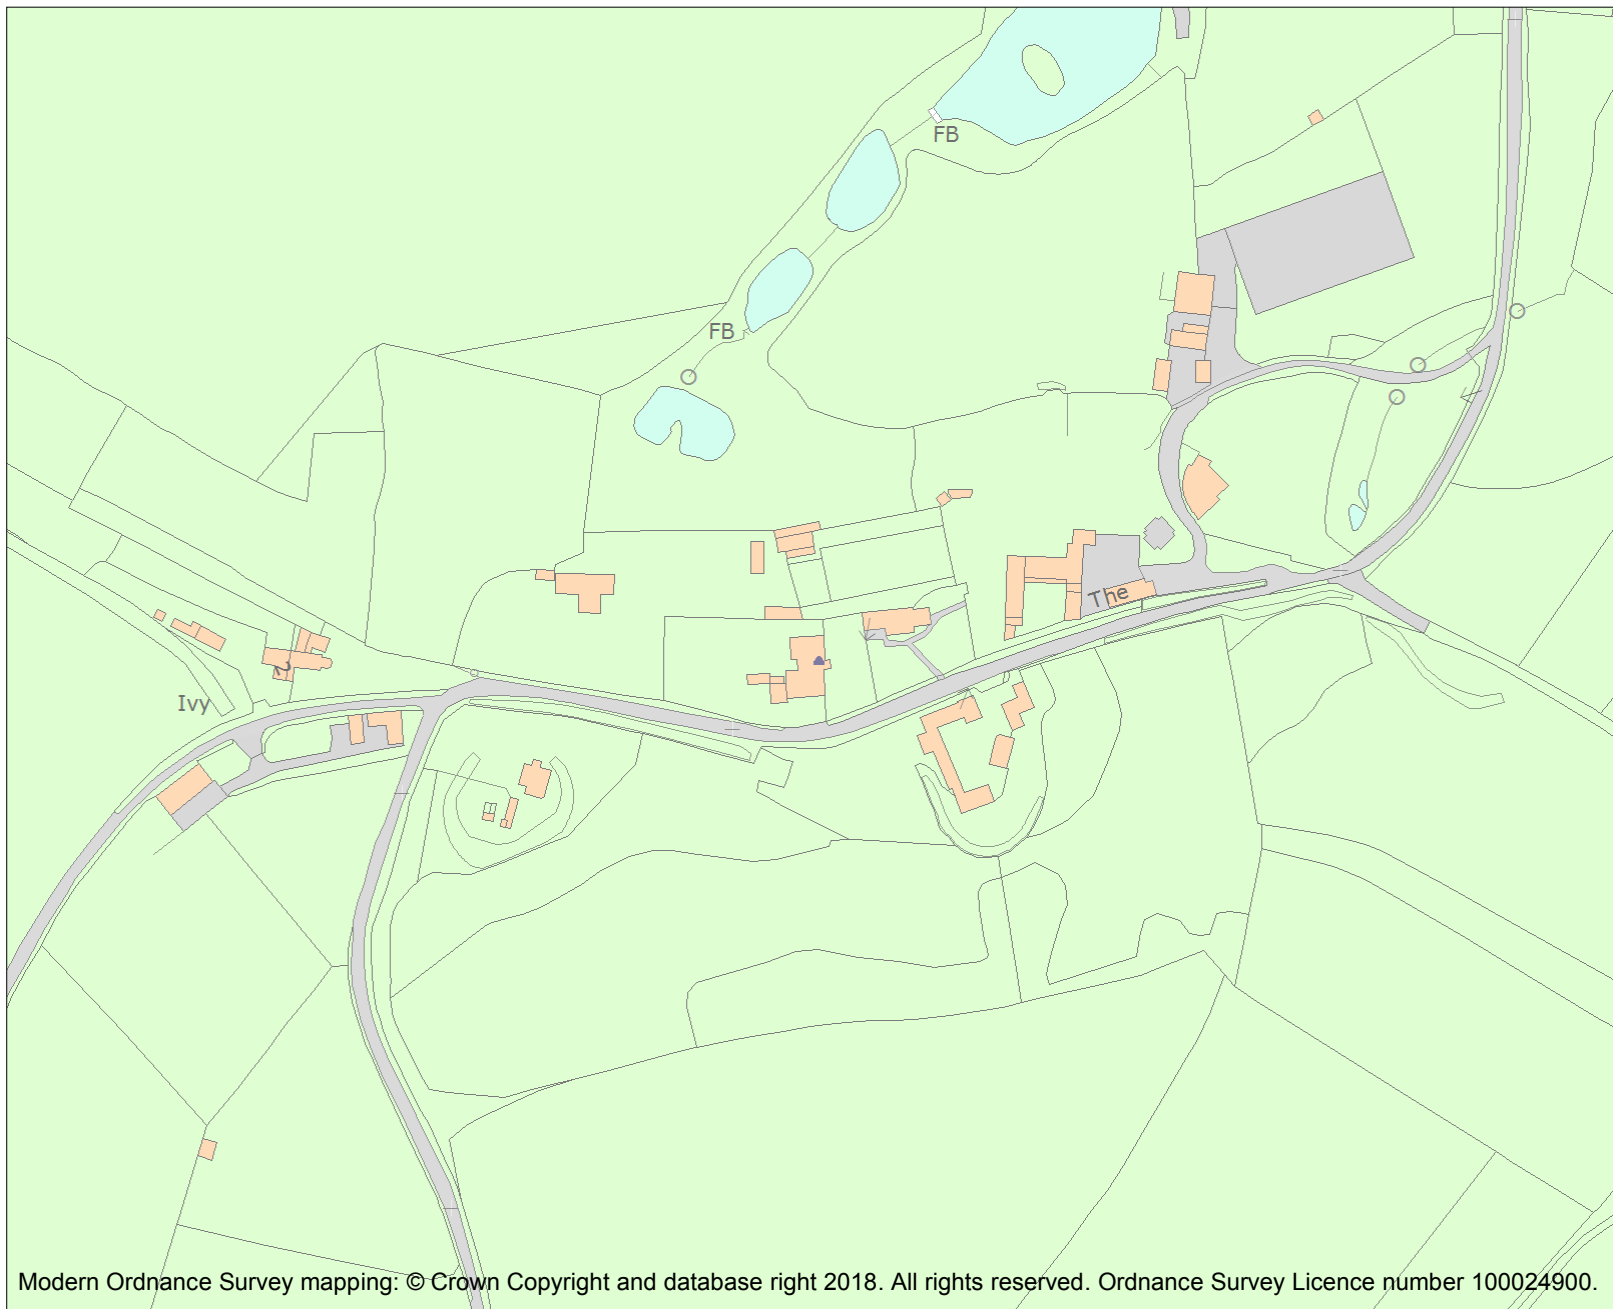 FB
FB
The
2
Ivy
Modern Ordnance Survey mapping: © Crown Copyright and database right 2018. All rights reserved. Ordnance Survey Licence number 100024900.